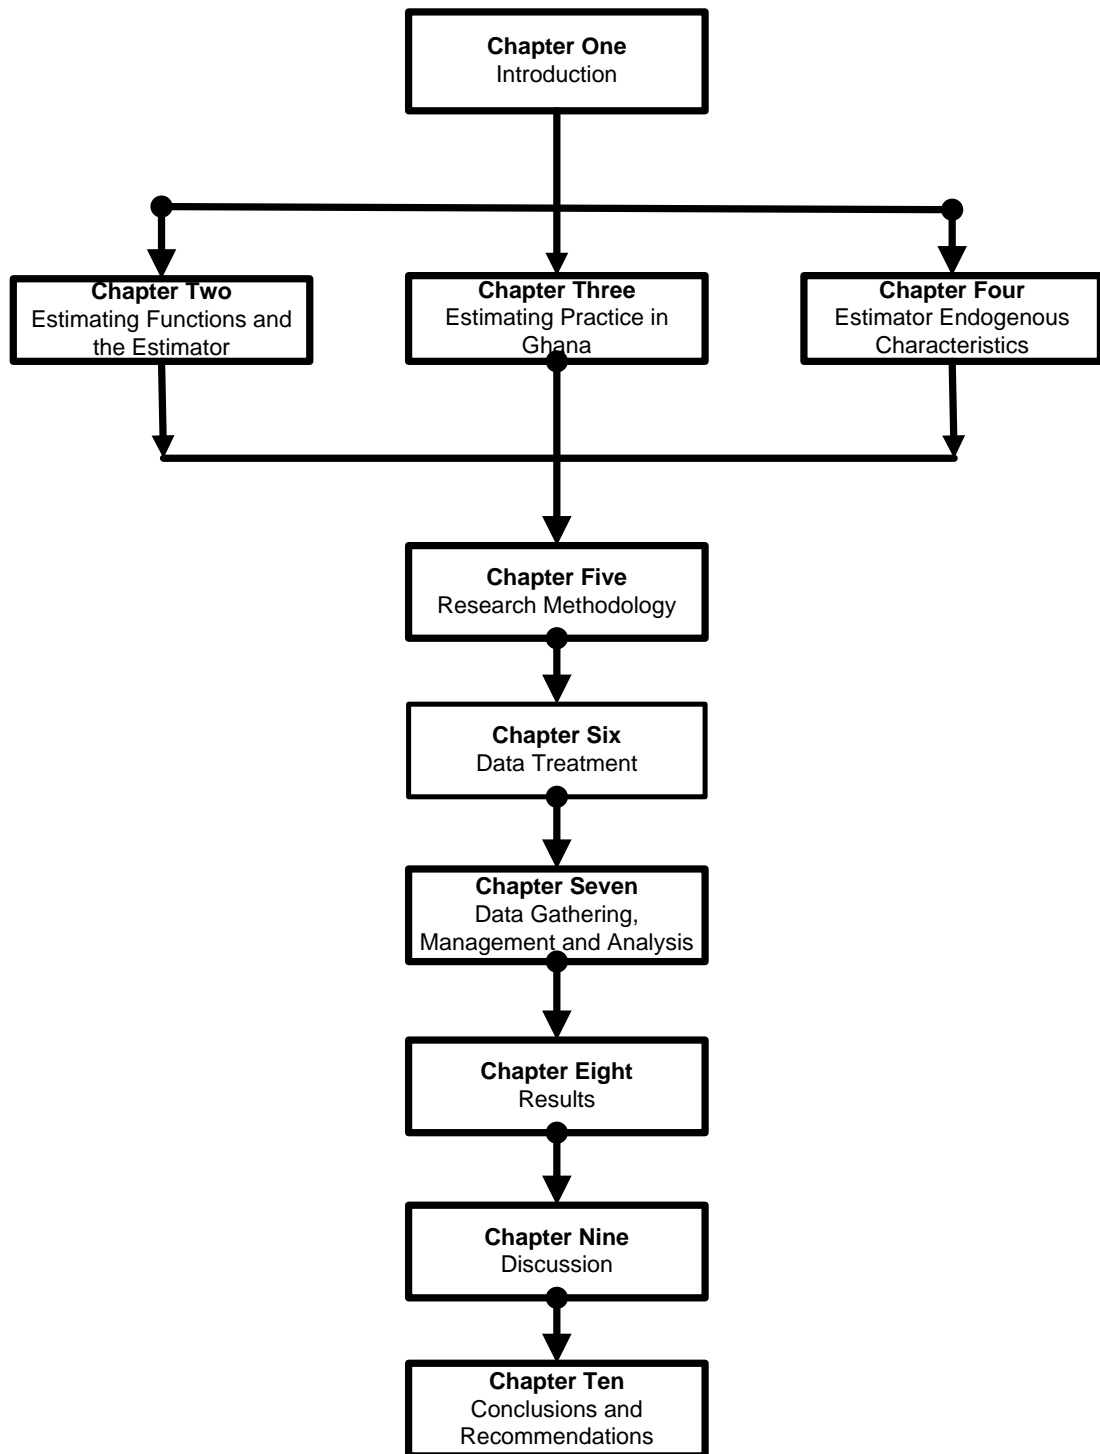 Chapter One
Introduction
Chapter Two
Estimating Functions and
the Estimator
Chapter Three
Estimating Practice in
Ghana
Chapter Four
Estimator Endogenous
Characteristics
Chapter Five
Research Methodology
Chapter Six
Data Treatment
Chapter Seven
Data Gathering,
Management and Analysis
Chapter Eight
Results
Chapter Nine
Discussion
Chapter Ten
Conclusions and
Recommendations